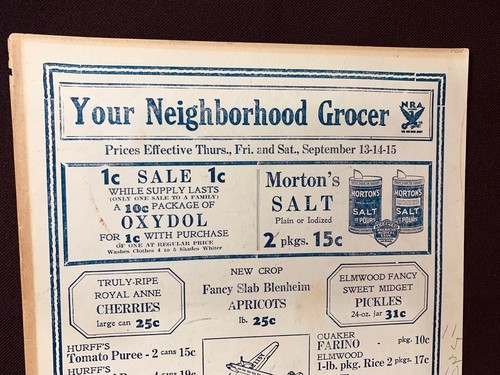 Your Neighborhood Grocer
NRA
Prices Effective Thurs., Fri. and Sat., September 13-14-15
1c SALE 1c
WHILE SUPPLY LASTS
(ONLY ONE SALE TO A FAMILY)
A 10c PACKAGE OF
OXYDOL
FOR 1c WITH PURCHASE
OF ONE AT REGULAR PRICE
Washes Clothes 4 to 5 Shades Whiter
Morton's
SALT
Plain or Iodized
2 pkgs. 15c
MORTON'S
SALT
IT POURS
MORTON'S
SALT
IT POURS
TRULY-RIPE
ROYAL ANNE
CHERRIES
large can 25c
NEW CROP
Fancy Slab Blenheim
APRICOTS
lb. 25c
ELMWOOD FANCY
SWEET MIDGET
PICKLES
24-oz. jar 31c
HURFF'S
Tomato Puree - 2 cans 15c
HURFF'S
QUAKER
FARINO - pkg. 10c
ELMWOOD
1-lb. pkg. Rice 2 pkgs. 17c